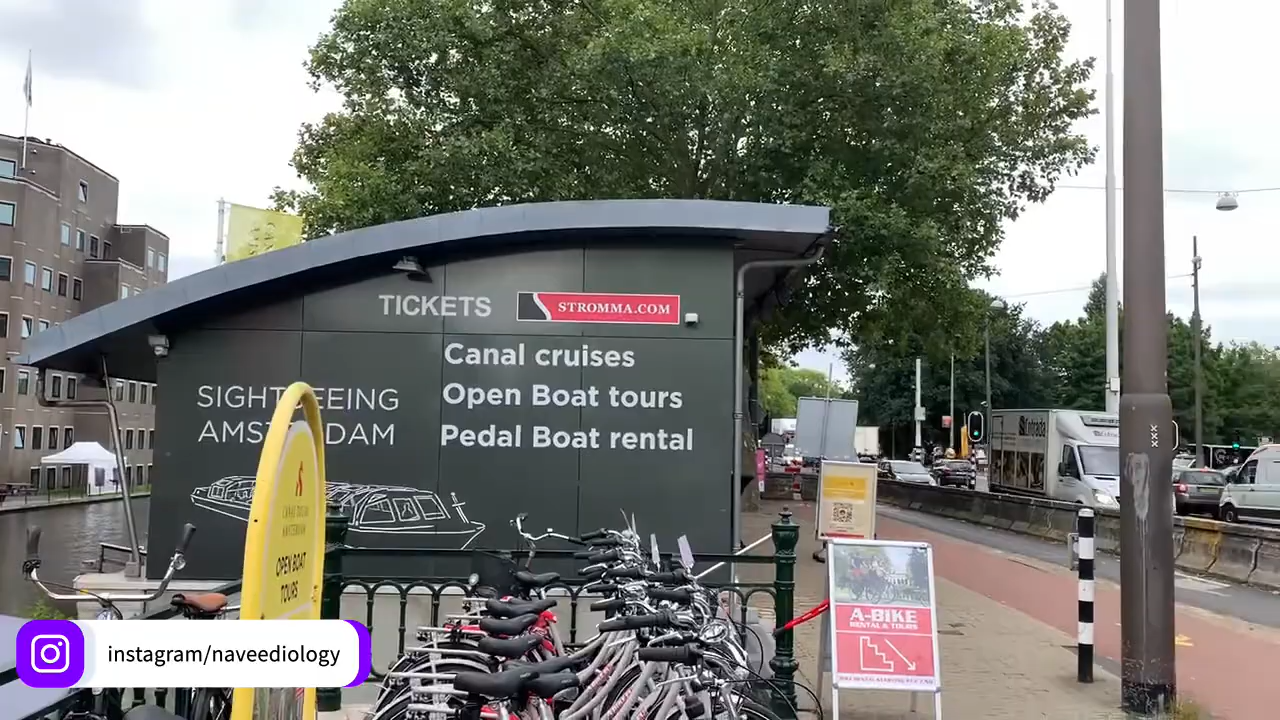 TICKETS
STROMMA.COM
Canal cruises
Open Boat tours
Pedal Boat rental
SIGHTSEEING
AMSTERDAM
OPEN BOAT
TOURS
A-BIKE
RENTAL & TOURS
XXX
instagram/naveediology